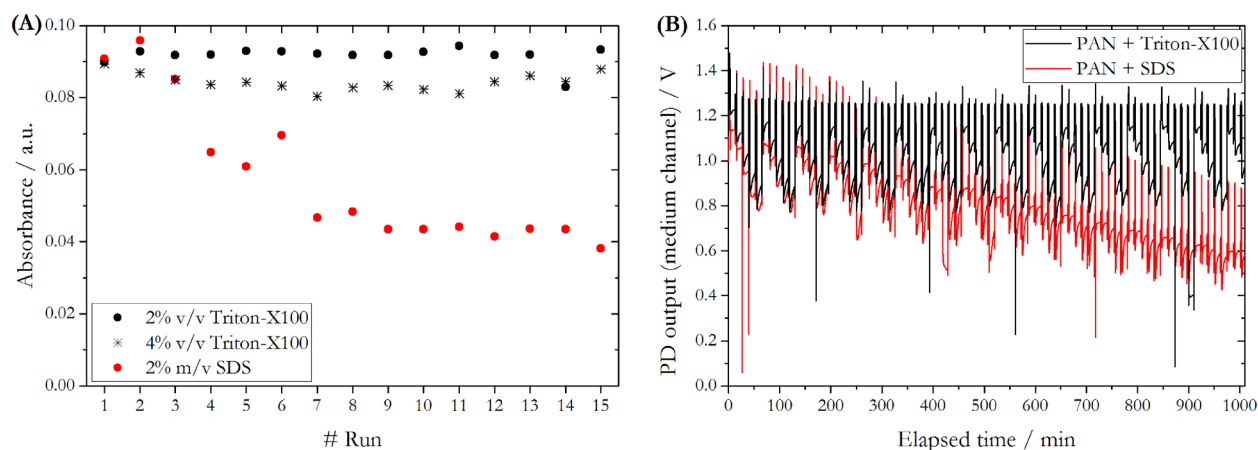 (A)
Absorbance / a.u.
0.10
0.08
0.06
0.04
0.02
0.00
2% v/v Triton-X100
4% v/v Triton-X100
2% m/v SDS
1 2 3 4 5 6 7 8 9 10 11 12 13 14 15
# Run
(B)
PD output (medium channel) / V
1.6
1.4
1.2
1.0
0.8
0.6
0.4
0.2
0.0
PAN + Triton-X100
PAN + SDS
0 100 200 300 400 500 600 700 800 900 1000
Elapsed time / min